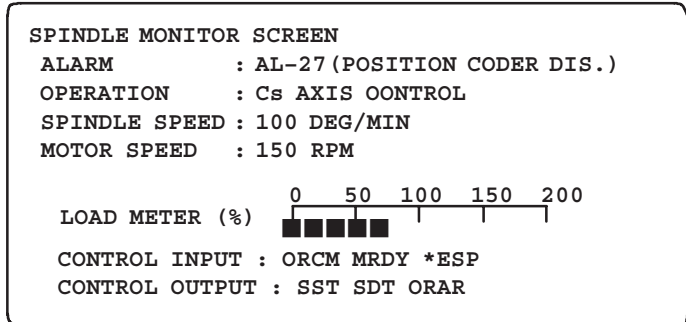 SPINDLE MONITOR SCREEN
ALARM : AL–27(POSITION CODER DIS.)
OPERATION : Cs AXIS OONTROL
SPINDLE SPEED : 100 DEG/MIN
MOTOR SPEED : 150 RPM
0 50 100 150 200
LOAD METER (%)
CONTROL INPUT : ORCM MRDY *ESP
CONTROL OUTPUT : SST SDT ORAR